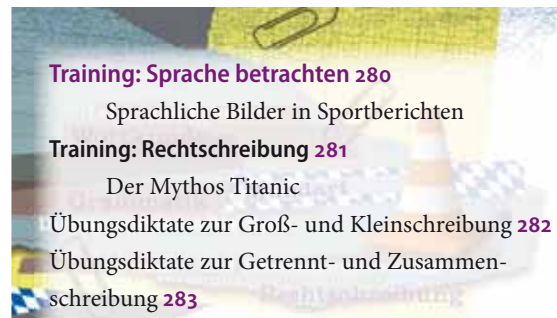 Training: Sprache betrachten 280
Sprachliche Bilder in Sportberichten
Training: Rechtschreibung 281
Der Mythos Titanic
Übungsdiktate zur Groß- und Kleinschreibung 282
Übungsdiktate zur Getrennt- und Zusammen-
schreibung 283
Rechtschreibung